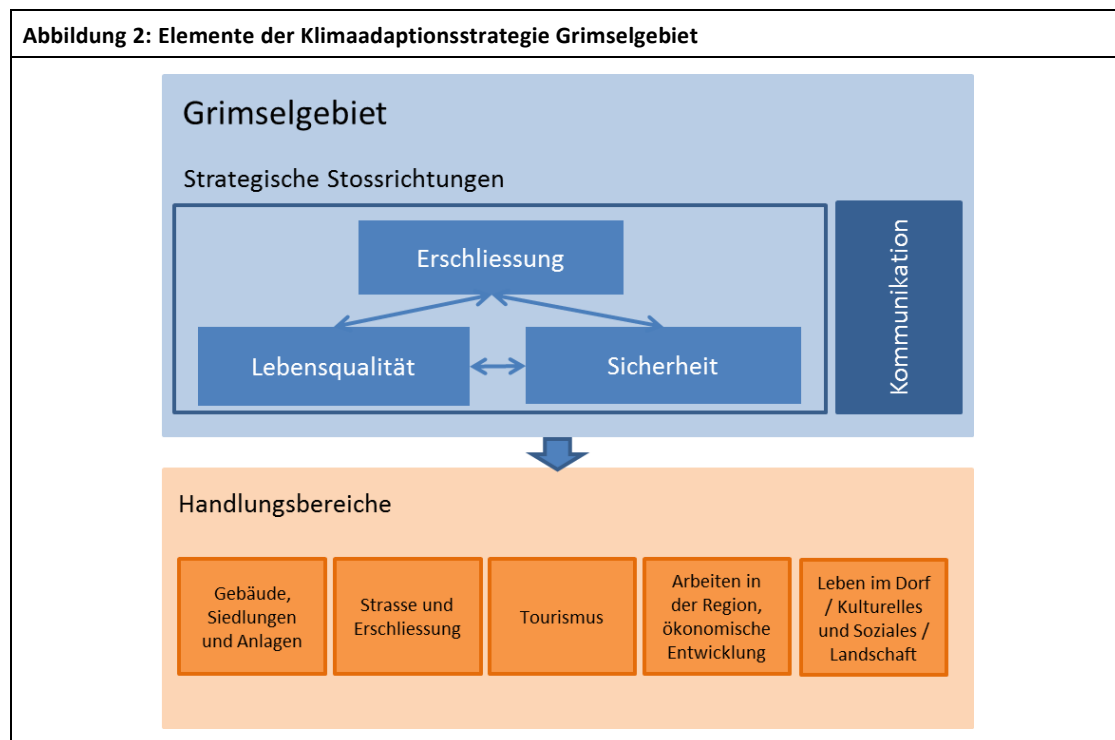 Abbildung 2: Elemente der Klimaadaptionsstrategie Grimselgebiet
Grimselgebiet
Strategische Stossrichtungen
Erschliessung
Lebensqualität
Sicherheit
Kommunikation
Handlungsbereiche
Gebäude,
Siedlungen
und Anlagen
Strasse und
Erschliessung
Tourismus
Arbeiten in
der Region,
ökonomische
Entwicklung
Leben im Dorf
/ Kulturelles
und Soziales /
Landschaft